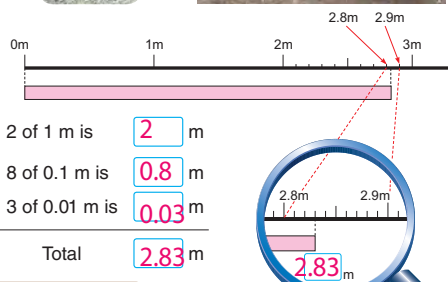 2.8m 2.9m
0m 1m 2m 3m
2 of 1 m is 2 m
8 of 0.1 m is 0.8 m
3 of 0.01 m is 0.03 m
Total 2.83 m
2.8m 2.9m
2.83 m